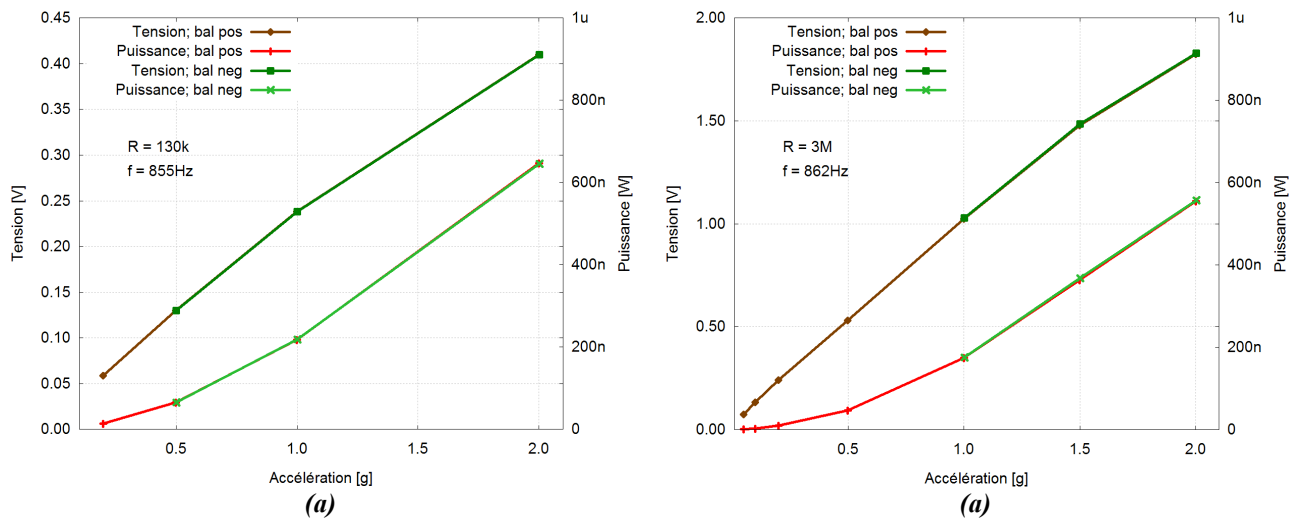 0.45
0.40
0.35
0.30
0.25
0.20
0.15
0.10
0.05
0.00
Tension [V]
Tension; bal pos
Puissance; bal pos
Tension; bal neg
Puissance; bal neg
R = 130k
f = 855Hz
1u
800n
600n
400n
200n
0
Puissance [W]
0.5 1.0 1.5 2.0
Accélération [g]
(a)
2.00
1.50
1.00
0.50
0.00
Tension [V]
Tension; bal pos
Puissance; bal pos
Tension; bal neg
Puissance; bal neg
R = 3M
f = 862Hz
1u
800n
600n
400n
200n
0
Puissance [W]
0.5 1.0 1.5 2.0
Accélération [g]
(a)